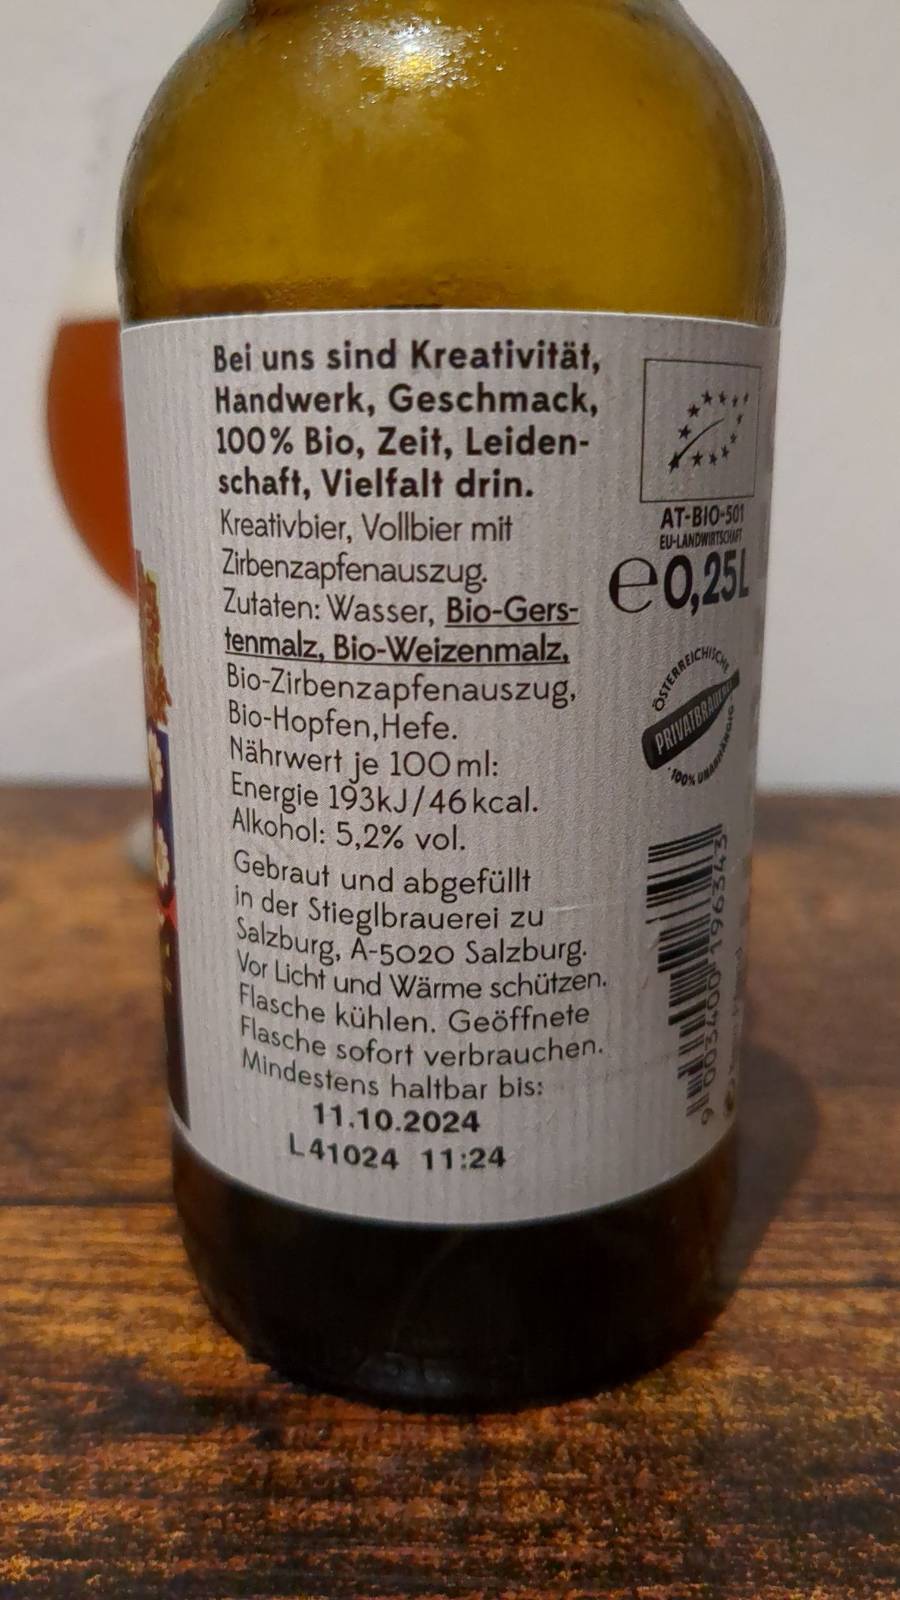 Bei uns sind Kreativität,
Handwerk, Geschmack,
100% Bio, Zeit, Leiden-
schaft, Vielfalt drin.
Kreativbier, Vollbier mit
Zirbenzapfenauszug.
Zutaten: Wasser, Bio-Gers-
tenmalz, Bio-Weizenmalz,
Bio-Zirbenzapfenauszug,
Bio-Hopfen, Hefe.
Nährwert je 100 ml:
Energie 193kJ/46 kcal.
Alkohol: 5,2% vol.
Gebraut und abgefüllt
in der Stieglbrauerei zu
Salzburg, A-5020 Salzburg.
Vor Licht und Wärme schützen.
Flasche kühlen. Geöffnete
Flasche sofort verbrauchen.
Mindestens haltbar bis:
11.10.2024
L41024 11:24
AT-BIO-501
EU-LANDWIRTSCHAFT
e0,25L
ÖSTERREICHISCHE
PRIVATBRAUEREI
100% UNABHÄNGIG
9 003400 196343